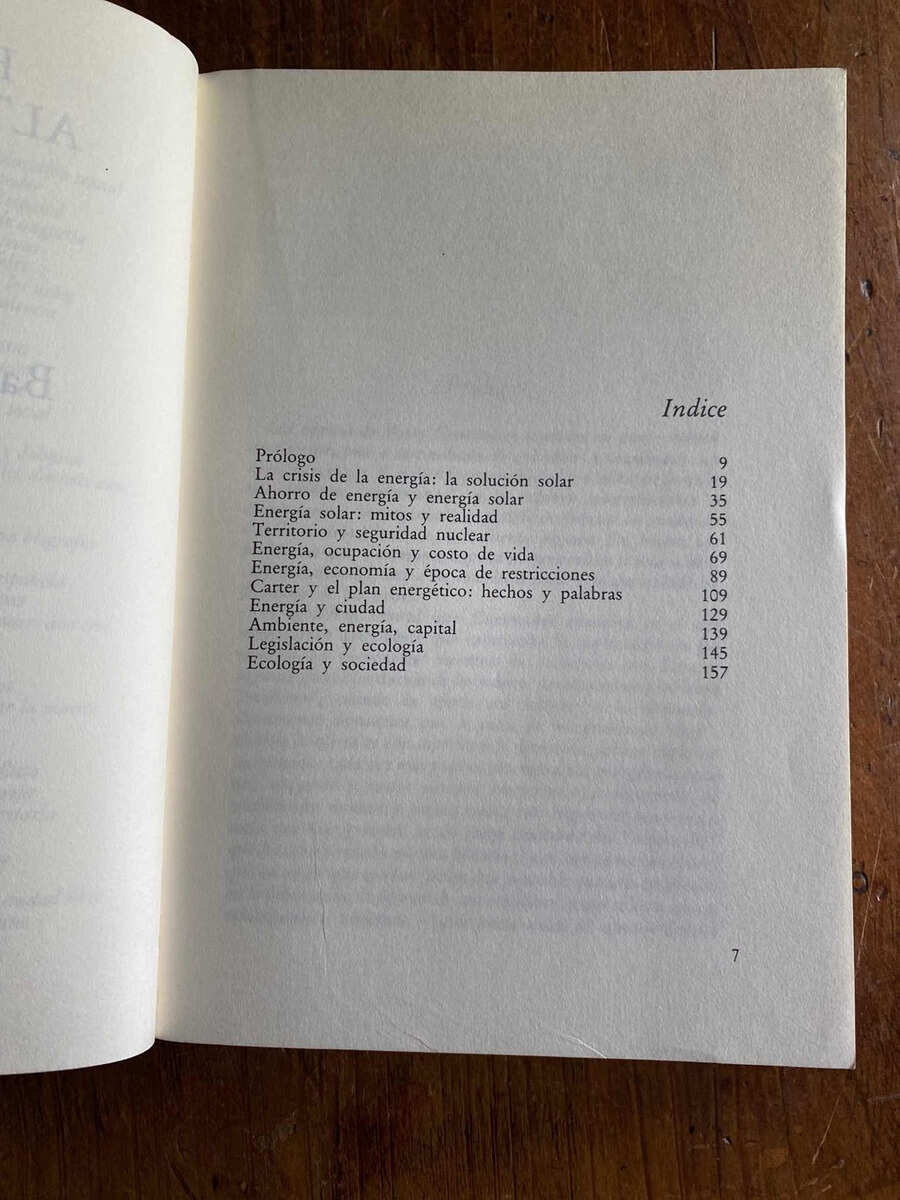 Indice
Prólogo 9
La crisis de la energía: la solución solar 19
Ahorro de energía y energía solar 35
Energía solar: mitos y realidad 55
Territorio y seguridad nuclear 61
Energía, ocupación y costo de vida 69
Energía, economía y época de restricciones 89
Carter y el plan energético: hechos y palabras 109
Energía y ciudad 129
Ambiente, energía, capital 139
Legislación y ecología 145
Ecología y sociedad 157
7